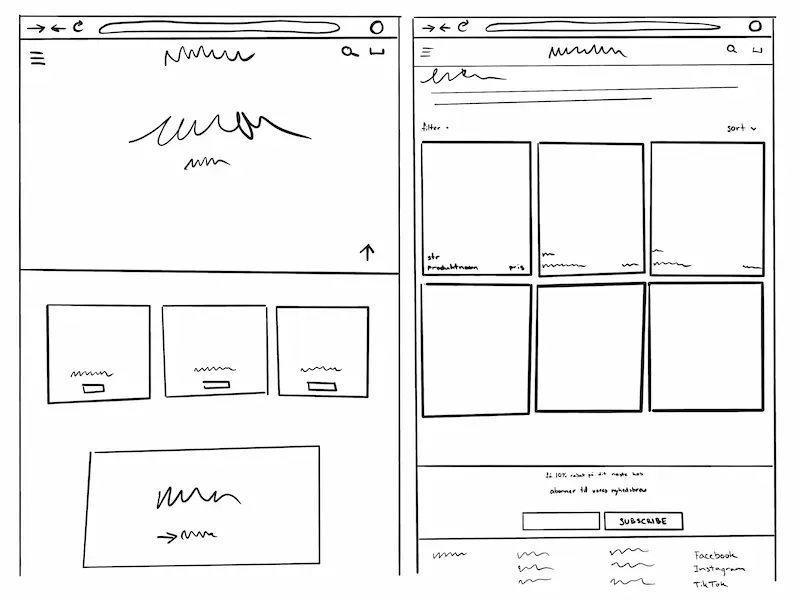 filter
sort
str
produktnavn pris
få 10% rabat på dit næste køb
abonner til vores nyhedsbrev
SUBSCRIBE
Facebook
Instagram
TikTok